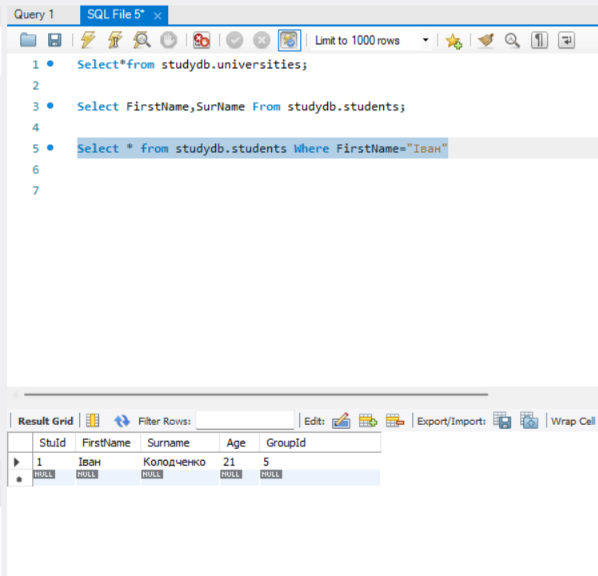 Query 1 SQL File 5* ×
Limit to 1000 rows
1 Select*from studydb.universities;
2
3 Select FirstName,SurName From studydb.students;
4
5 Select * from studydb.students Where FirstName="Іван"
6
7
Result Grid Filter Rows: Edit: Export/Import: Wrap Cell
StuId FirstName Surname Age GroupId
1 Іван Колодченко 21 5
NULL NULL NULL NULL NULL